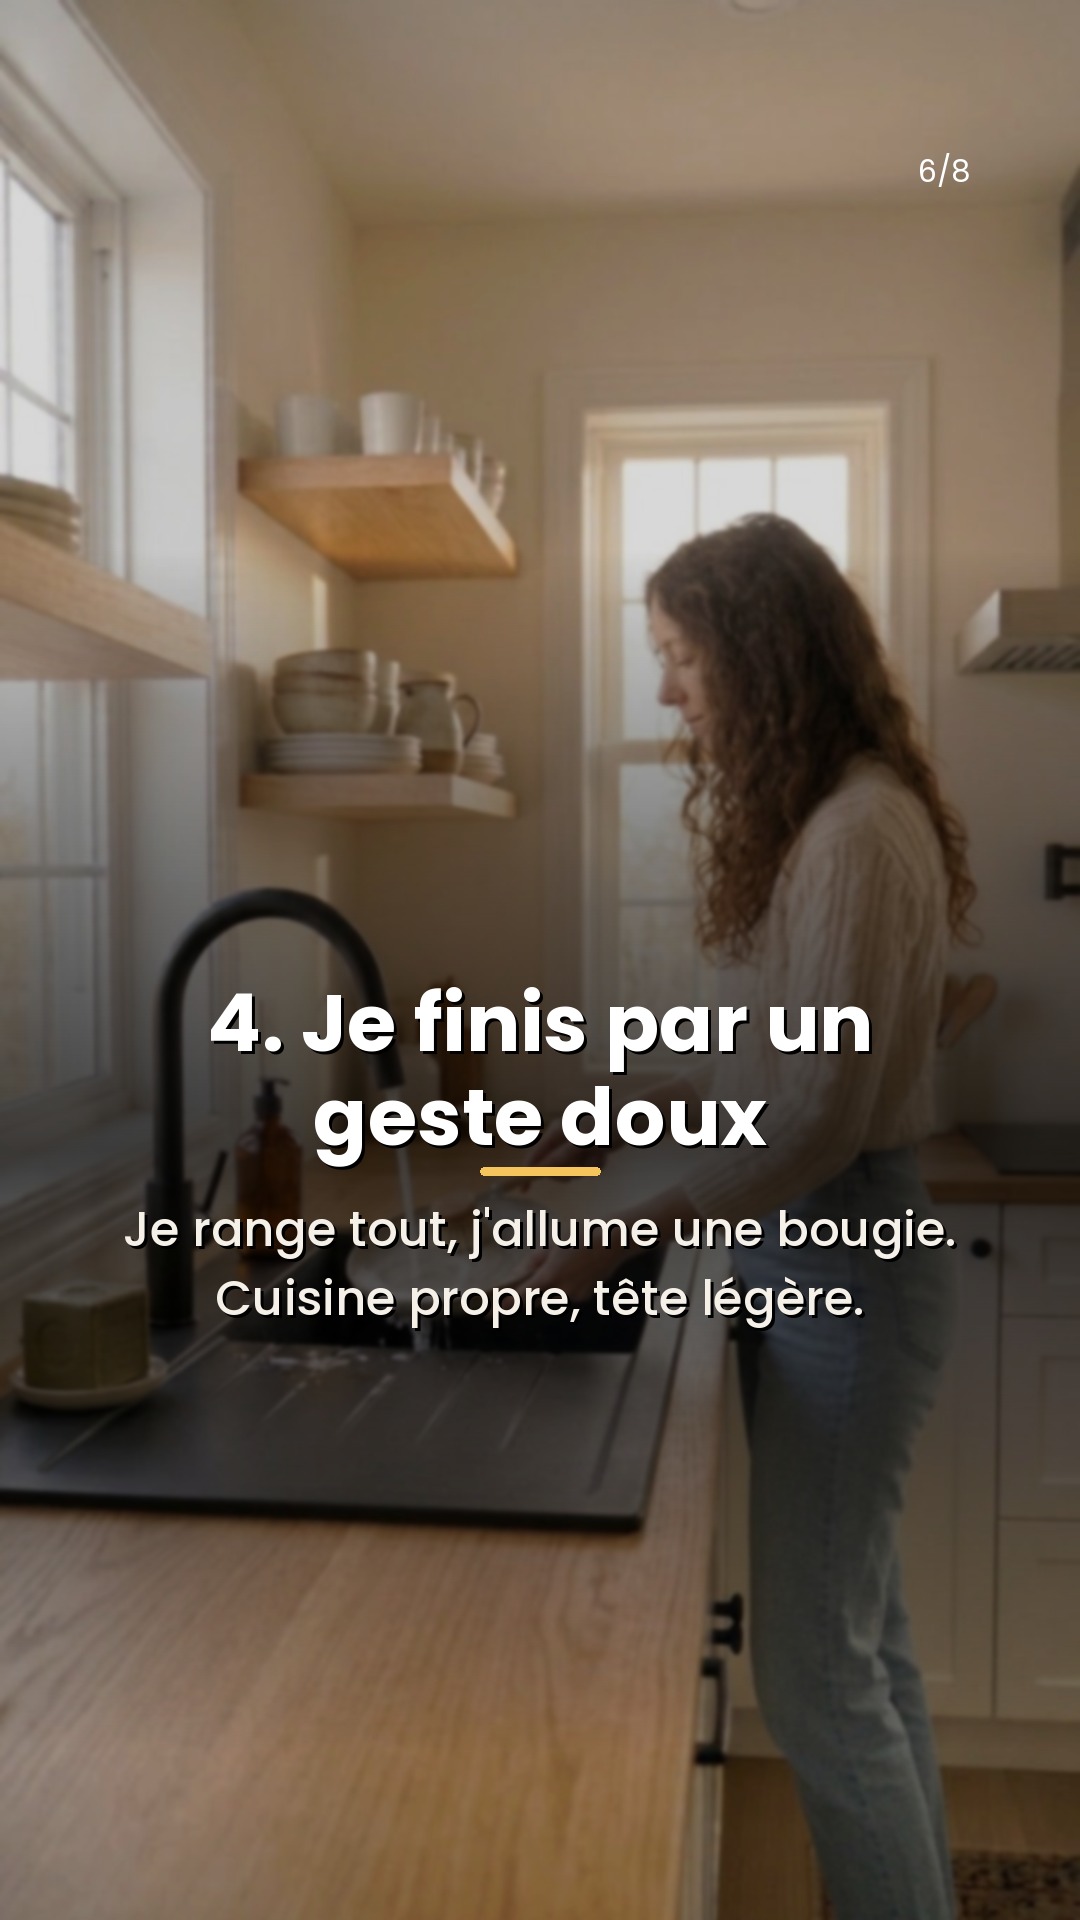 6/8
4. Je finis par un
geste doux
Je range tout, j'allume une bougie.
Cuisine propre, tête légère.